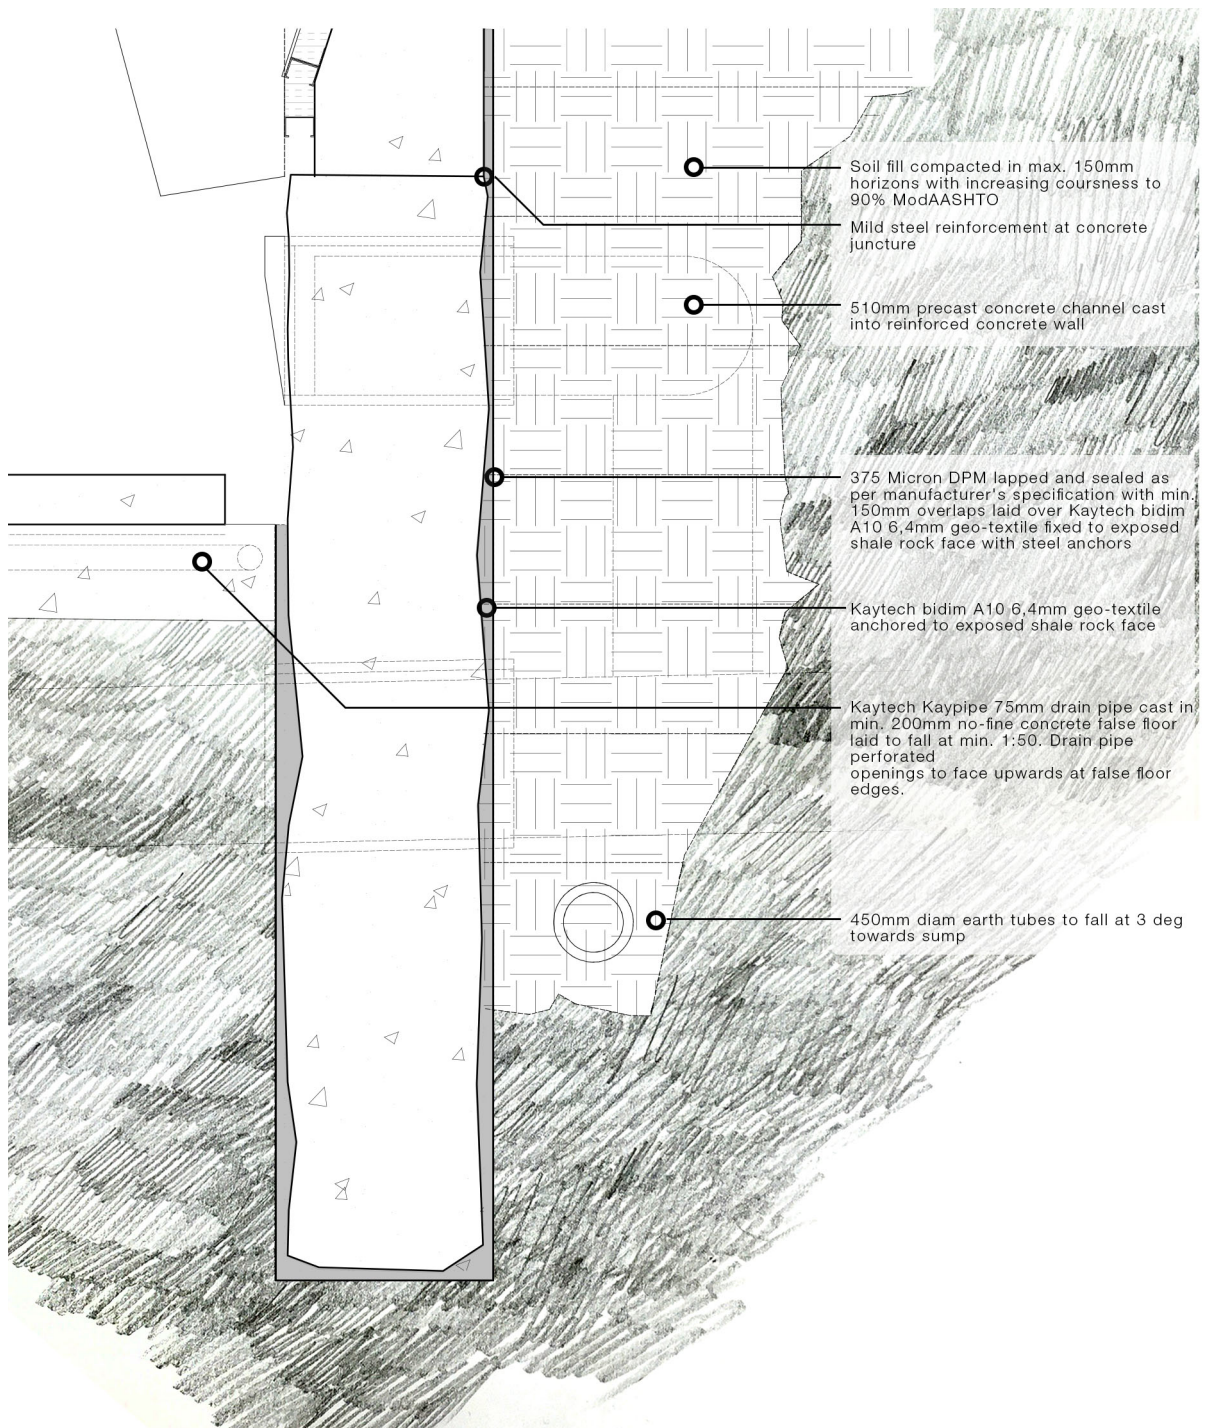 Soil fill compacted in max. 150mm
horizons with increasing coursness to
90% ModAASHTO
Mild steel reinforcement at concrete
juncture
510mm precast concrete channel cast
into reinforced concrete wall
375 Micron DPM lapped and sealed as
per manufacturer's specification with min.
150mm overlaps laid over Kaytech bidim
A10 6,4mm geo-textile fixed to exposed
shale rock face with steel anchors
Kaytech bidim A10 6,4mm geo-textile
anchored to exposed shale rock face
Kaytech Kaypipe 75mm drain pipe cast in
min. 200mm no-fine concrete false floor
laid to fall at min. 1:50. Drain pipe
perforated
openings to face upwards at false floor
edges.
450mm diam earth tubes to fall at 3 deg
towards sump